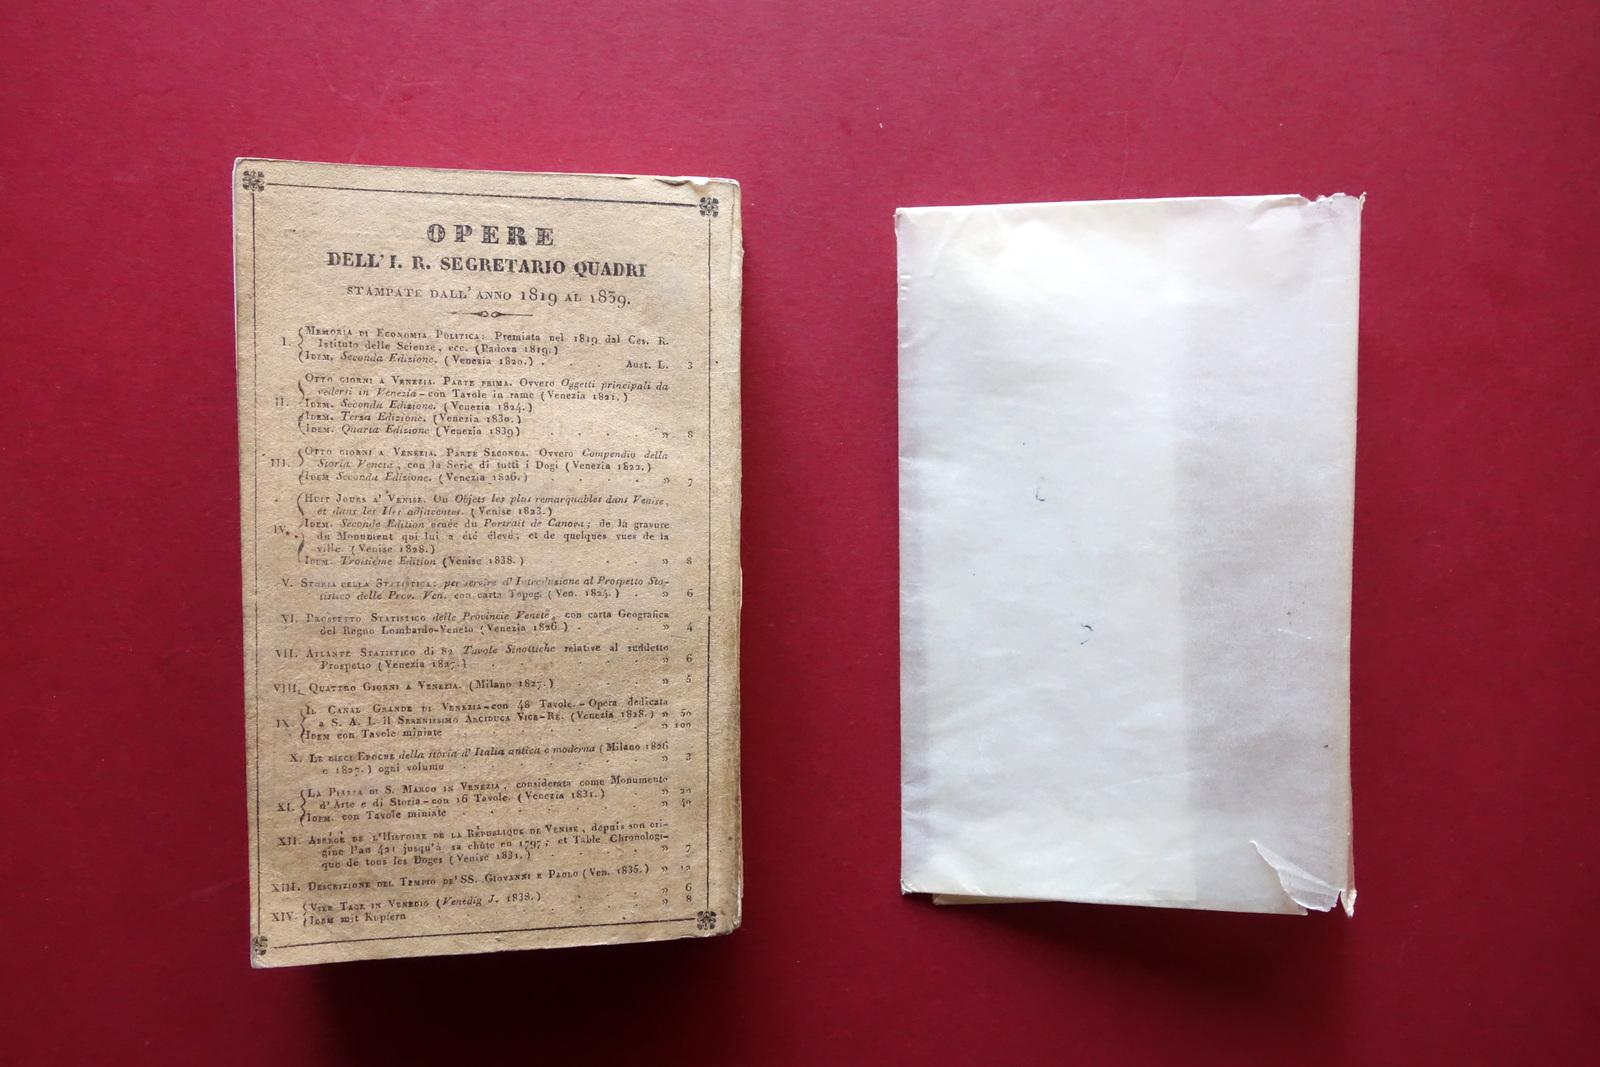 OPERE
DELL' I. R. SEGRETARIO QUADRI
STAMPATE DALL' ANNO 1819 AL 1839.
I. MEMORIA DI ECONOMIA POLITICA: Premiata nel 1819 dal Ces. R.
Istituto delle Scienze, ecc. (Padova 1819.)
IDEM. Seconda Edizione. (Venezia 1820.) . . . . Aust. L. 3
OTTO GIORNI A VENEZIA. PARTE PRIMA. Ovvero Oggetti principali da
vedersi in Venezia - con Tavole in rame (Venezia 1821.)
II. IDEM. Seconda Edizione. (Venezia 1824.)
IDEM. Terza Edizione. (Venezia 1830.)
IDEM. Quarta Edizione (Venezia 1839) . . . . . » 8
OTTO GIORNI A VENEZIA. PARTE SECONDA. Ovvero Compendio della
III. Storia Veneta, con la Serie di tutti i Dogi (Venezia 1822.)
IDEM Seconda Edizione. (Venezia 1826.) . . . . . » 7
HUIT JOURS A' VENISE. Ou Objets les plus remarquables dans Venise,
et dans les Iles adjacentes. (Venise 1823.)
IV. IDEM. Seconde Edition ornée du Portrait de Canova; de la gravure
du Monument qui lui a été élevé; et de quelques vues de la
ville. (Venise 1828.)
IDEM. Troisième Edition (Venise 1838.) . . . . . » 8
V. STORIA DELLA STATISTICA: per servire d' Introduzione al Prospetto Sta-
tistico delle Prov. Ven. con carta Topog. (Ven. 1824.) . » 6
VI. PROSPETTO STATISTICO delle Provincie Venete, con carta Geografica
del Regno Lombardo-Veneto (Venezia 1826.) . . . . » 4
VII. ATLANTE STATISTICO di 82 Tavole Sinottiche relative al suddetto
Prospetto (Venezia 1827.) . . . . . . » 6
VIII. QUATTRO GIORNI A VENEZIA. (Milano 1827.) . . . . » 5
IL CANAL GRANDE DI VENEZIA - con 48 Tavole. - Opera dedicata
IX. a S. A. I. il SERENISSIMO ARCIDUCA VICE-RE. (Venezia 1828.) » 50
IDEM con Tavole miniate . . . . . . » 100
X. LE DIECI EPOCHE della storia d' Italia antica e moderna (Milano 1826
e 1827.) ogni volume . . . . . . . » 3
LA PIAZZA DI S. MARCO IN VENEZIA, considerata come Monumento
XI. d' Arte e di Storia - con 16 Tavole. (Venezia 1831.) . . » 20
IDEM. con Tavole miniate . . . . . . » 40
XII. ABRÉGÉ DE L'HISTOIRE DE LA RÉPUBLIQUE DE VENISE, depuis son ori-
gine l'an 421 jusqu'à sa chûte en 1797; et Table Chronologi-
que de tous les Doges (Venise 1831.) . . . . . » 7
XIII. DESCRIZIONE DEL TEMPIO DE' SS. GIOVANNI E PAOLO (Ven. 1835.) » 12
XIV. VIER TAGE IN VENEDIG (Venedig J. 1838.) . . . . » 6
IDEM mit Kupfern . . . . . . . » 8